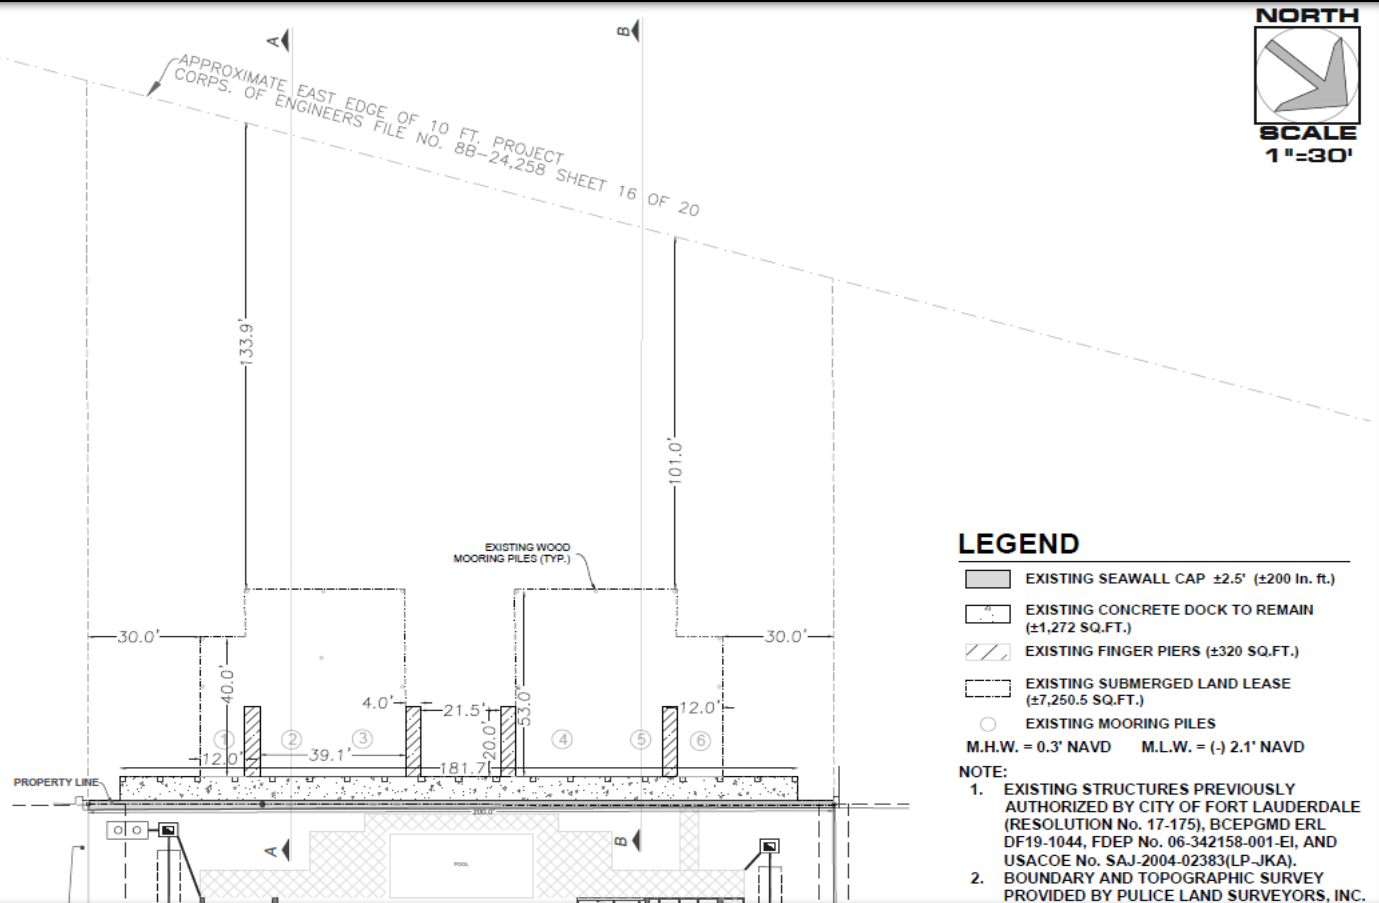 NORTH
SCALE
1"=30'
A
B
APPROXIMATE EAST EDGE OF 10 FT. PROJECT
CORPS. OF ENGINEERS FILE NO. 8B-24,258 SHEET 16 OF 20
133.9'
101.0'
EXISTING WOOD
MOORING PILES (TYP.)
30.0'
30.0'
40.0'
4.0'
21.5'
53.0'
12.0'
20.0'
1
2
3
4
5
6
12.0'
39.1'
181.7'
PROPERTY LINE
200.0'
A
B
POOL
LEGEND
EXISTING SEAWALL CAP ±2.5' (±200 ln. ft.)
EXISTING CONCRETE DOCK TO REMAIN
(±1,272 SQ.FT.)
EXISTING FINGER PIERS (±320 SQ.FT.)
EXISTING SUBMERGED LAND LEASE
(±7,250.5 SQ.FT.)
EXISTING MOORING PILES
M.H.W. = 0.3' NAVD M.L.W. = (-) 2.1' NAVD
NOTE:
1. EXISTING STRUCTURES PREVIOUSLY
AUTHORIZED BY CITY OF FORT LAUDERDALE
(RESOLUTION No. 17-175), BCEPGMD ERL
DF19-1044, FDEP No. 06-342158-001-EI, AND
USACOE No. SAJ-2004-02383(LP-JKA).
2. BOUNDARY AND TOPOGRAPHIC SURVEY
PROVIDED BY PULICE LAND SURVEYORS, INC.